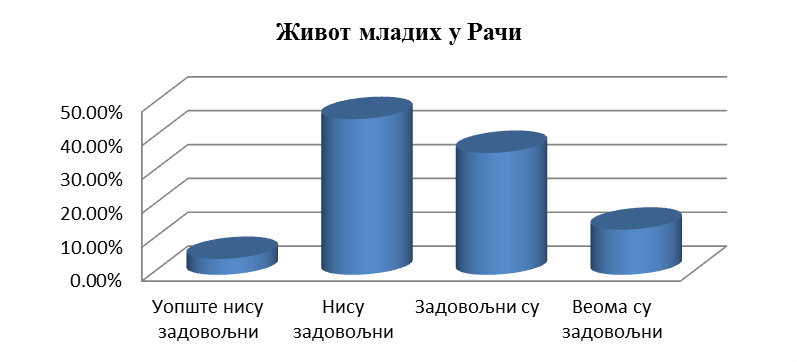 Живот младих у Рачи
50.00%
40.00%
30.00%
20.00%
10.00%
0.00%
Уопште нису
задовољни
Нису
задовољни
Задовољни су
Веома су
задовољни